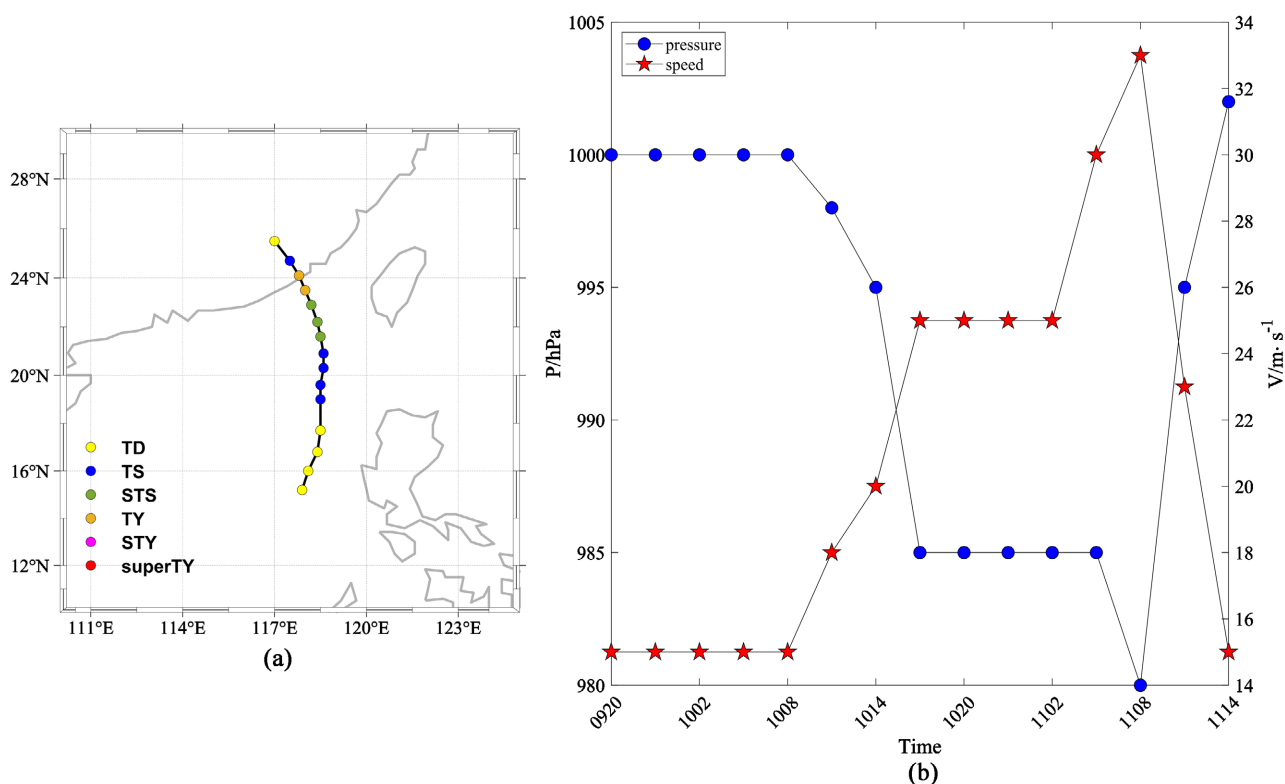 28°N
24°N
20°N
16°N
12°N
TD
TS
STS
TY
STY
superTY
111°E 114°E 117°E 120°E 123°E
(a)
pressure
speed
1005
1000
995
990
985
980
P/hPa
34
32
30
28
26
24
22
20
18
16
14
V/m· s⁻¹
0920 1002 1008 1014 1020 1102 1108 1114
Time
(b)